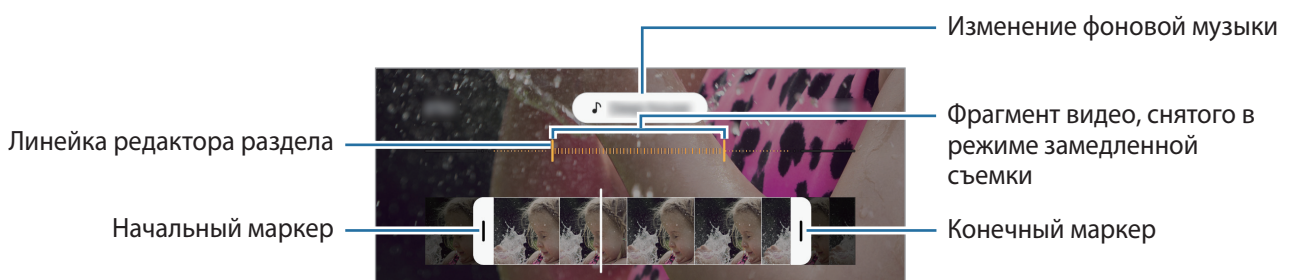 Изменение фоновой музыки
Линейка редактора раздела
Фрагмент видео, снятого в
режиме замедленной
съемки
Начальный маркер
Конечный маркер